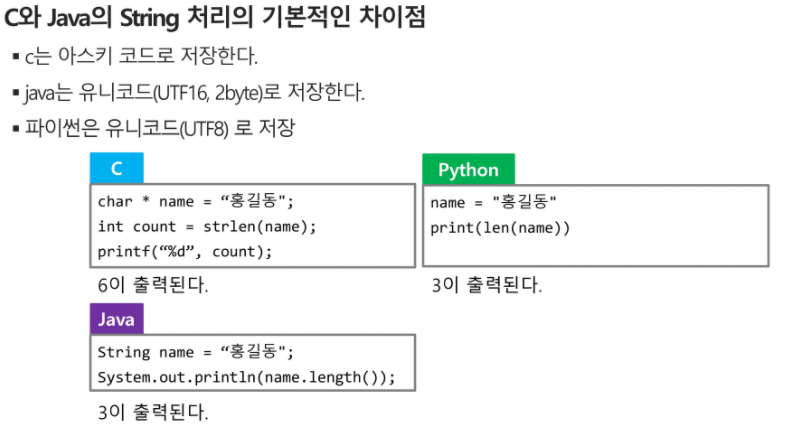 C와 Java의 String 처리의 기본적인 차이점
▪ c는 아스키 코드로 저장한다.
▪ java는 유니코드(UTF16, 2byte)로 저장한다.
▪ 파이썬은 유니코드(UTF8) 로 저장
C
char * name = “홍길동";
int count = strlen(name);
printf(“%d”, count);
6이 출력된다.
Python
name = "홍길동"
print(len(name))
3이 출력된다.
Java
String name = “홍길동";
System.out.println(name.length());
3이 출력된다.